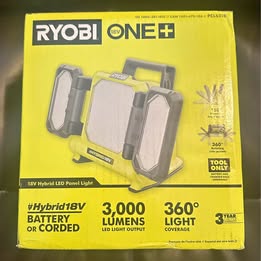 RYOBI 18V ONE+
18V Hybrid LED Panel Light
360°
TOOL
ONLY
Hybrid18V
BATTERY
OR CORDED
3,000
LUMENS
LED LIGHT OUTPUT
360°
LIGHT
COVERAGE
3 YEAR